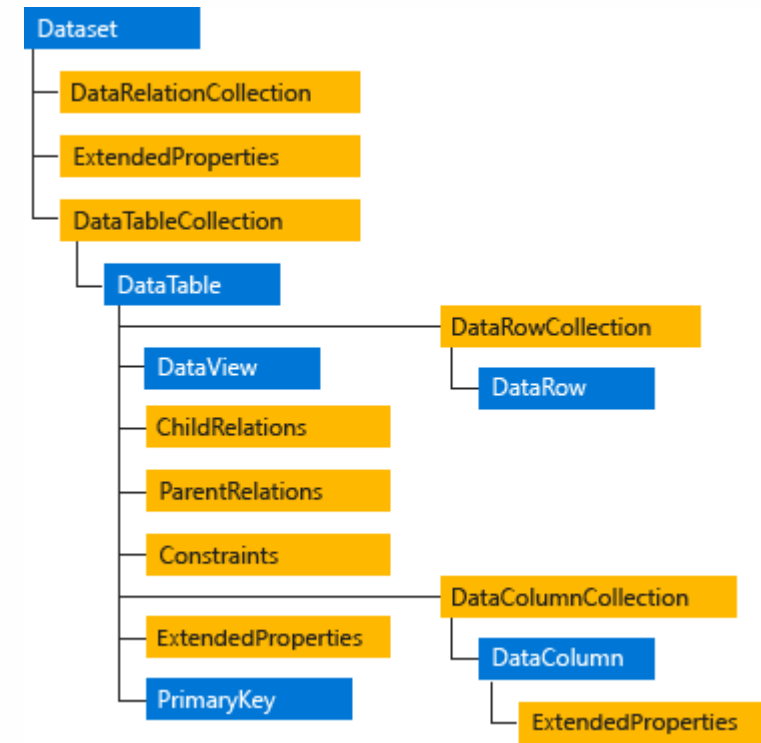 Dataset
DataRelationCollection
ExtendedProperties
DataTableCollection
DataTable
DataRowCollection
DataView
DataRow
ChildRelations
ParentRelations
Constraints
DataColumnCollection
ExtendedProperties
DataColumn
PrimaryKey
ExtendedProperties